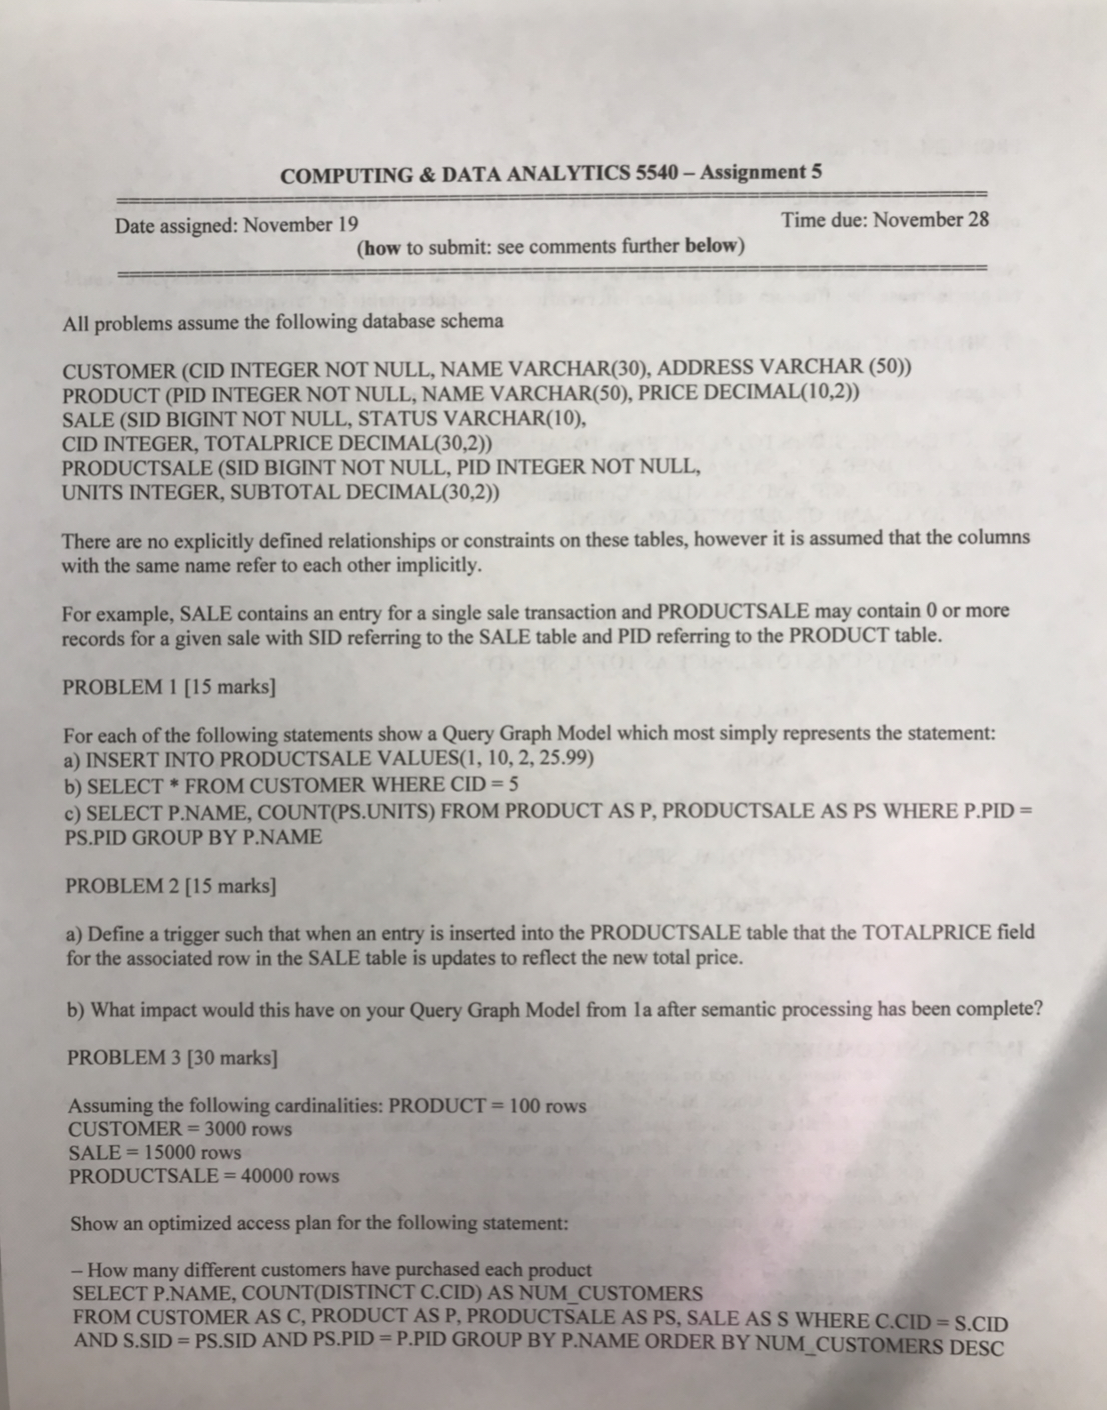 COMPUTING & DATA ANALYTICS 5540 – Assignment 5
Date assigned: November 19
Time due: November 28
(how to submit: see comments further below)
All problems assume the following database schema
CUSTOMER (CID INTEGER NOT NULL, NAME VARCHAR(30), ADDRESS VARCHAR (50))
PRODUCT (PID INTEGER NOT NULL, NAME VARCHAR(50), PRICE DECIMAL(10,2))
SALE (SID BIGINT NOT NULL, STATUS VARCHAR(10),
CID INTEGER, TOTALPRICE DECIMAL(30,2))
PRODUCTSALE (SID BIGINT NOT NULL, PID INTEGER NOT NULL,
UNITS INTEGER, SUBTOTAL DECIMAL(30,2))
There are no explicitly defined relationships or constraints on these tables, however it is assumed that the columns
with the same name refer to each other implicitly.
For example, SALE contains an entry for a single sale transaction and PRODUCTSALE may contain 0 or more
records for a given sale with SID referring to the SALE table and PID referring to the PRODUCT table.
PROBLEM 1 [15 marks]
For each of the following statements show a Query Graph Model which most simply represents the statement:
a) INSERT INTO PRODUCTSALE VALUES(1, 10, 2, 25.99)
b) SELECT * FROM CUSTOMER WHERE CID = 5
c) SELECT P.NAME, COUNT(PS.UNITS) FROM PRODUCT AS P, PRODUCTSALE AS PS WHERE P.PID =
PS.PID GROUP BY P.NAME
PROBLEM 2 [15 marks]
a) Define a trigger such that when an entry is inserted into the PRODUCTSALE table that the TOTALPRICE field
for the associated row in the SALE table is updates to reflect the new total price.
b) What impact would this have on your Query Graph Model from 1a after semantic processing has been complete?
PROBLEM 3 [30 marks]
Assuming the following cardinalities: PRODUCT = 100 rows
CUSTOMER = 3000 rows
SALE = 15000 rows
PRODUCTSALE = 40000 rows
Show an optimized access plan for the following statement:
– How many different customers have purchased each product
SELECT P.NAME, COUNT(DISTINCT C.CID) AS NUM_CUSTOMERS
FROM CUSTOMER AS C, PRODUCT AS P, PRODUCTSALE AS PS, SALE AS S WHERE C.CID = S.CID
AND S.SID = PS.SID AND PS.PID = P.PID GROUP BY P.NAME ORDER BY NUM_CUSTOMERS DESC